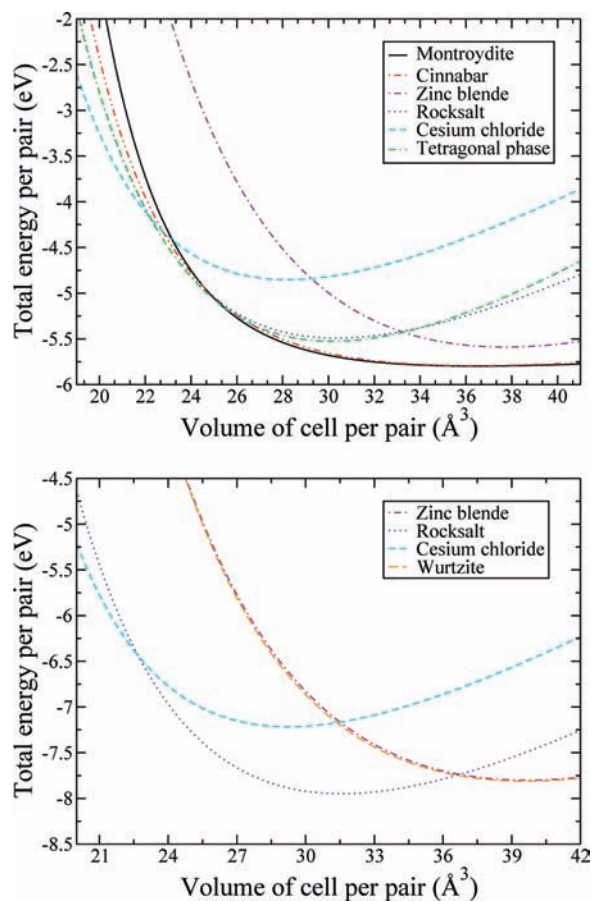 -2
-2.5
-3
-3.5
-4
-4.5
-5
-5.5
-6
Total energy per pair (eV)
Montroydite
Cinnabar
Zinc blende
Rocksalt
Cesium chloride
Tetragonal phase
20 22 24 26 28 30 32 34 36 38 40
Volume of cell per pair (Å³)
-4.5
-5
-5.5
-6
-6.5
-7
-7.5
-8
-8.5
Total energy per pair (eV)
Zinc blende
Rocksalt
Cesium chloride
Wurtzite
21 24 27 30 33 36 39 42
Volume of cell per pair (Å³)